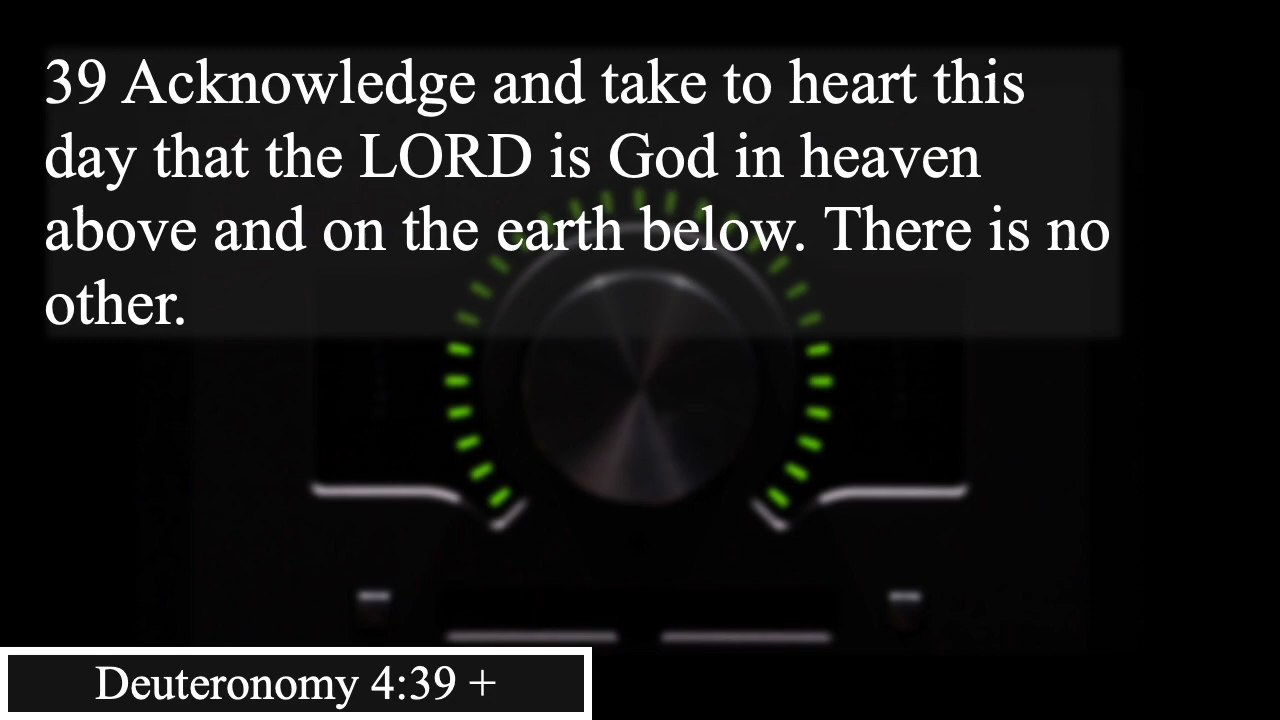 39 Acknowledge and take to heart this
day that the LORD is God in heaven
above and on the earth below. There is no
other.
Deuteronomy 4:39 +